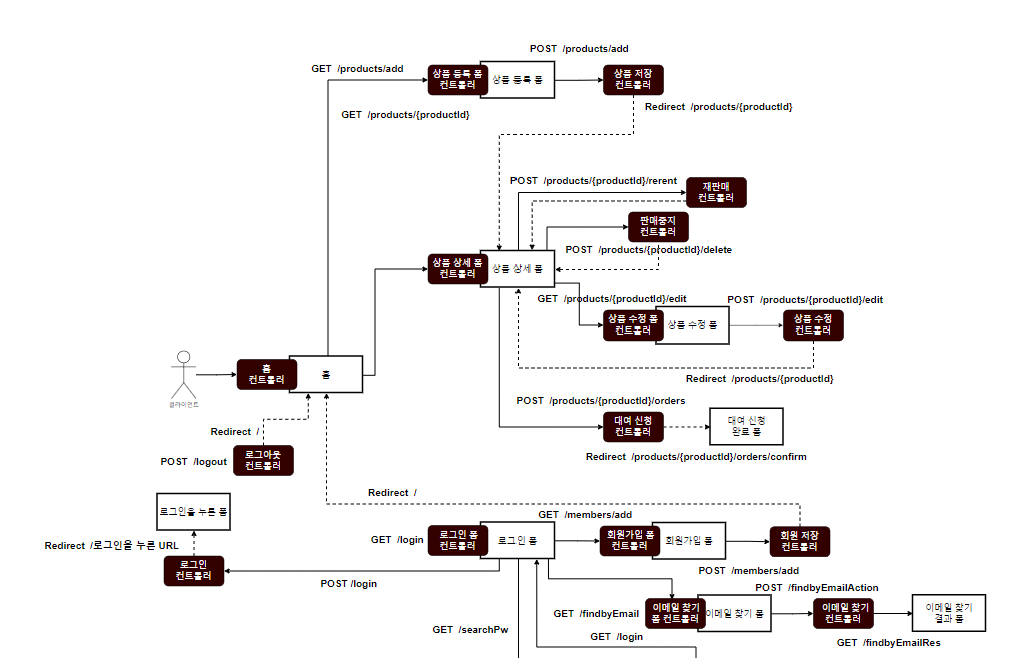 POST /products/add
GET /products/add
상품 등록 폼
컨트롤러
상품 등록 폼
상품 저장
컨트롤러
Redirect /products/{productId}
GET /products/{productId}
POST /products/{productId}/rerent
재판매
컨트롤러
판매중지
컨트롤러
POST /products/{productId}/delete
상품 상세 폼
컨트롤러
상품 상세 폼
GET /products/{productId}/edit
POST /products/{productId}/edit
상품 수정 폼
컨트롤러
상품 수정 폼
상품 수정
컨트롤러
클라이언트
홈
컨트롤러
홈
Redirect /products/{productId}
POST /products/{productId}/orders
대여 신청
컨트롤러
대여 신청
완료 폼
Redirect /products/{productId}/orders/confirm
Redirect /
POST /logout
로그아웃
컨트롤러
Redirect /
로그인을 누른 폼
Redirect /로그인을 누른 URL
로그인
컨트롤러
POST /login
GET /login
로그인 폼
컨트롤러
로그인 폼
GET /members/add
회원가입 폼
컨트롤러
회원가입 폼
회원 저장
컨트롤러
POST /members/add
POST /findbyEmailAction
GET /findbyEmail
이메일 찾기
폼 컨트롤러
이메일 찾기 폼
이메일 찾기
컨트롤러
이메일 찾기
결과 폼
GET /searchPw
GET /login
GET /findbyEmailRes